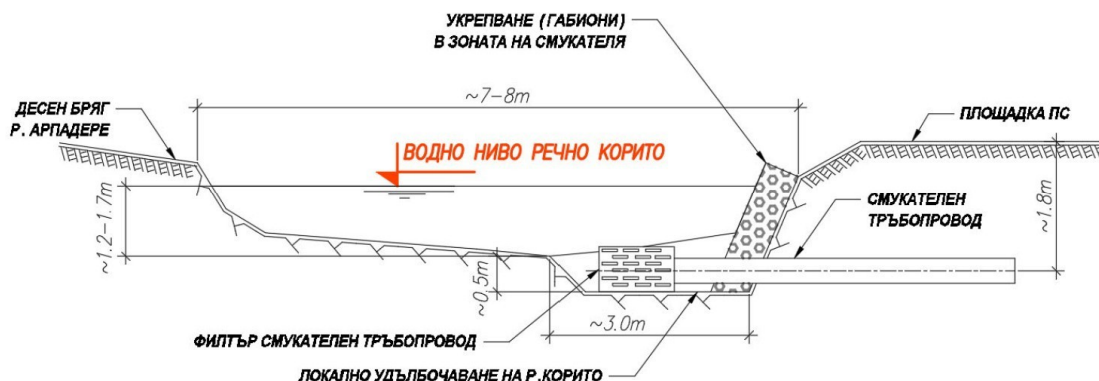 УКРЕПВАНЕ (ГАБИОНИ)
В ЗОНАТА НА СМУКАТЕЛЯ
~7-8m
ДЕСЕН БРЯГ
Р. АРПАДЕРЕ
ПЛОЩАДКА ПС
ВОДНО НИВО РЕЧНО КОРИТО
СМУКАТЕЛЕН
ТРЪБОПРОВОД
~1.2-1.7m
~1.8m
~0,5m
~3.0m
ФИЛТЪР СМУКАТЕЛЕН ТРЪБОПРОВОД
ЛОКАЛНО УДЪЛБОЧАВАНЕ НА Р.КОРИТО